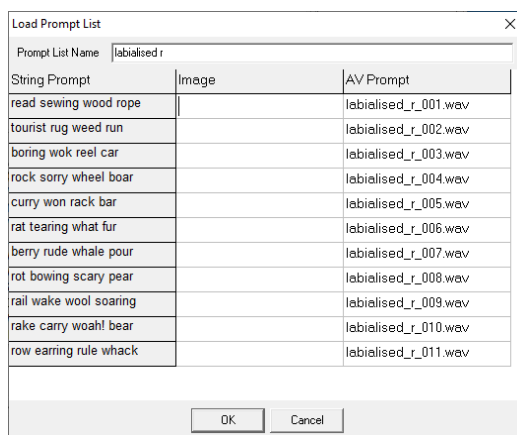 Load Prompt List
Prompt List Name labialised r
String Prompt Image AV Prompt
read sewing wood rope labialised_r_001.wav
tourist rug weed run labialised_r_002.wav
boring wok reel car labialised_r_003.wav
rock sorry wheel boar labialised_r_004.wav
curry won rack bar labialised_r_005.wav
rat tearing what fur labialised_r_006.wav
berry rude whale pour labialised_r_007.wav
rot bowing scary pear labialised_r_008.wav
rail wake wool soaring labialised_r_009.wav
rake carry woah! bear labialised_r_010.wav
row earring rule whack labialised_r_011.wav
OK Cancel